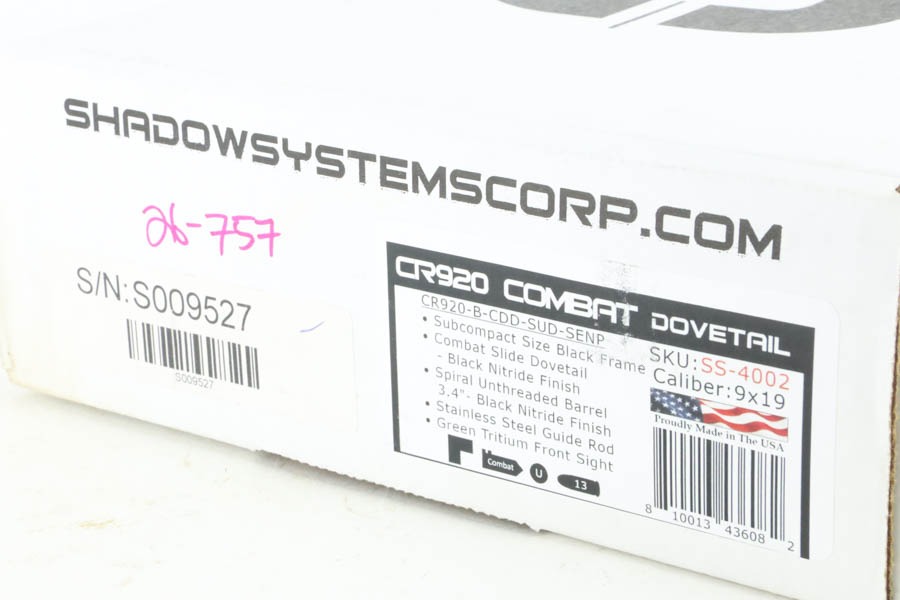 SHADOWSYSTEMSCORP.COM
26-757
S/N:S009527
S009527
CR920 COMBAT DOVETAIL
CR920-B-CDD-SUD-SENP
• Subcompact Size Black Frame
• Combat Slide Dovetail
- Black Nitride Finish
• Spiral Unthreaded Barrel
3.4"- Black Nitride Finish
• Stainless Steel Guide Rod
• Green Tritium Front Sight
Combat U 13
SKU:SS-4002
Caliber:9x19
Proudly Made in The USA
8 10013 43608 2